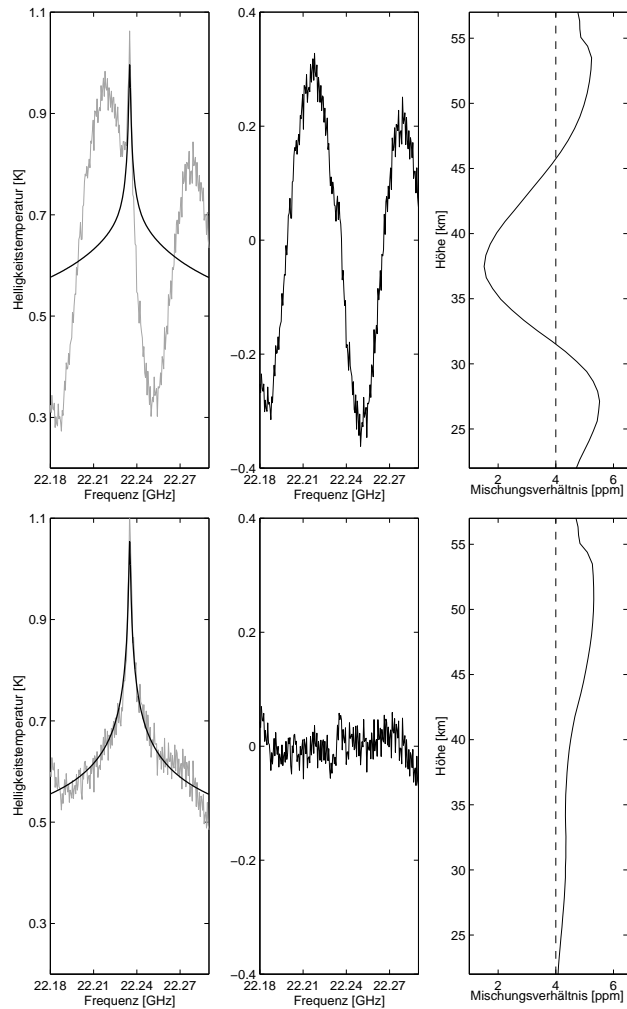 1.1
0.9
0.7
0.5
0.3
Helligkeitstemperatur [K]
22.18 22.21 22.24 22.27
Frequenz [GHz]
0.4
0.2
0
−0.2
−0.4
22.18 22.21 22.24 22.27
Frequenz [GHz]
55
50
45
40
35
30
25
Höhe [km]
2 4 6
Mischungsverhältnis [ppm]
1.1
0.9
0.7
0.5
0.3
Helligkeitstemperatur [K]
22.18 22.21 22.24 22.27
Frequenz [GHz]
0.4
0.2
0
−0.2
−0.4
22.18 22.21 22.24 22.27
Frequenz [GHz]
55
50
45
40
35
30
25
Höhe [km]
2 4 6
Mischungsverhältnis [ppm]